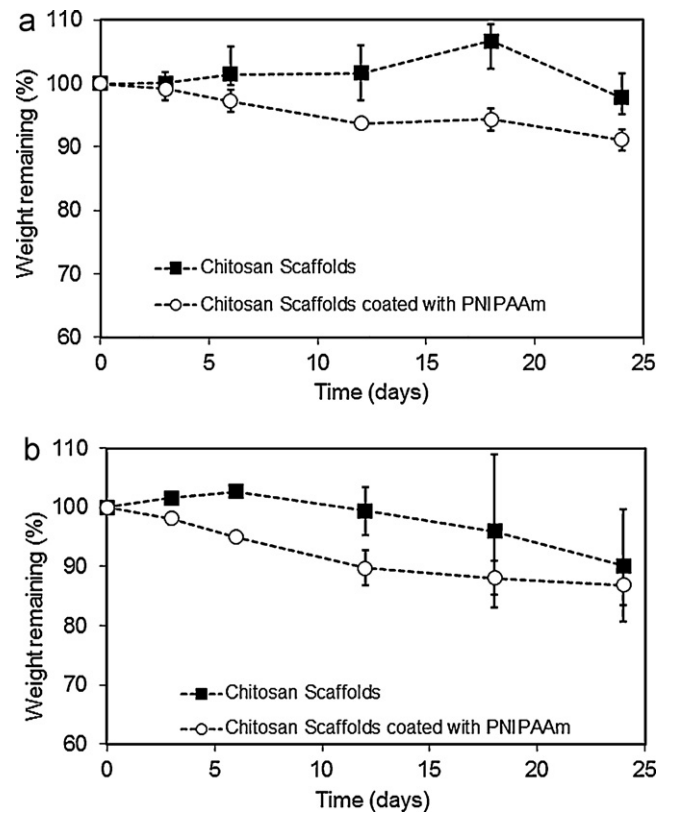 a
110
100
90
80
70
60
Weight remaining (%)
Chitosan Scaffolds
Chitosan Scaffolds coated with PNIPAAm
0 5 10 15 20 25
Time (days)
b
110
100
90
80
70
60
Weight remaining (%)
Chitosan Scaffolds
Chitosan Scaffolds coated with PNIPAAm
0 5 10 15 20 25
Time (days)